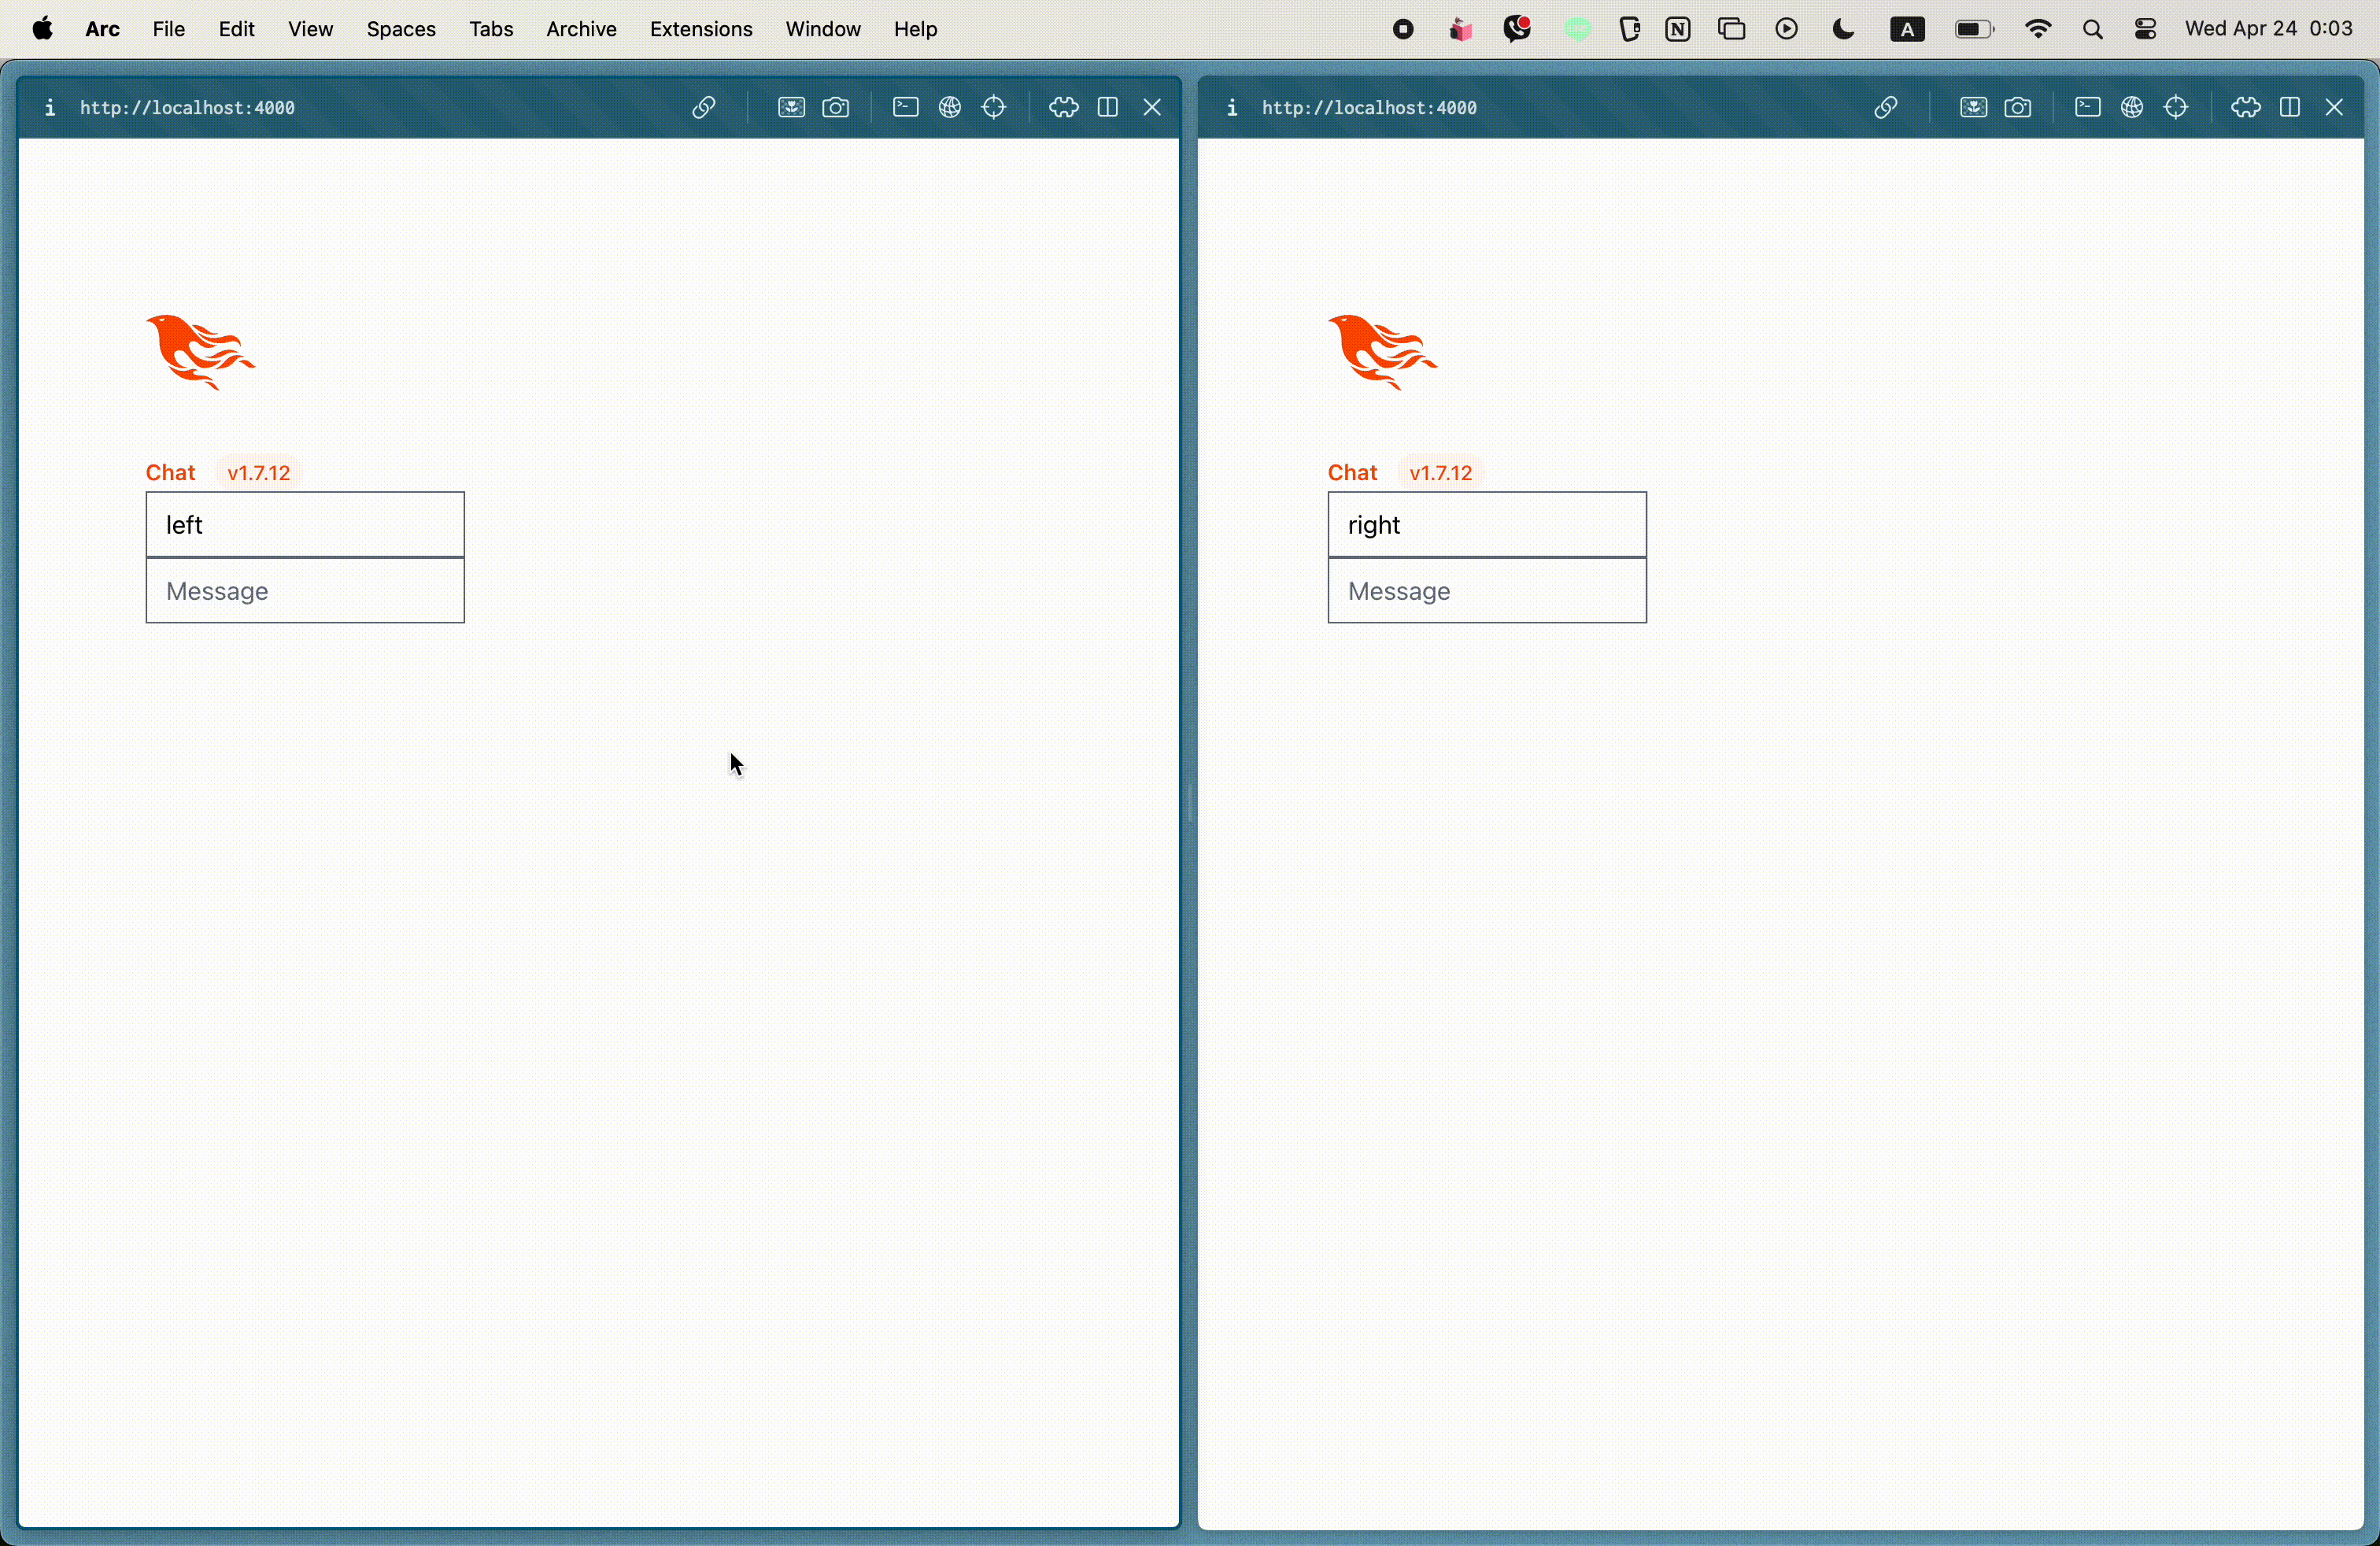 Arc File Edit View Spaces Tabs Archive Extensions Window Help A Wed Apr 24 0:03
http://localhost:4000
Chat v1.7.12
left
Message
http://localhost:4000
Chat v1.7.12
right
Message